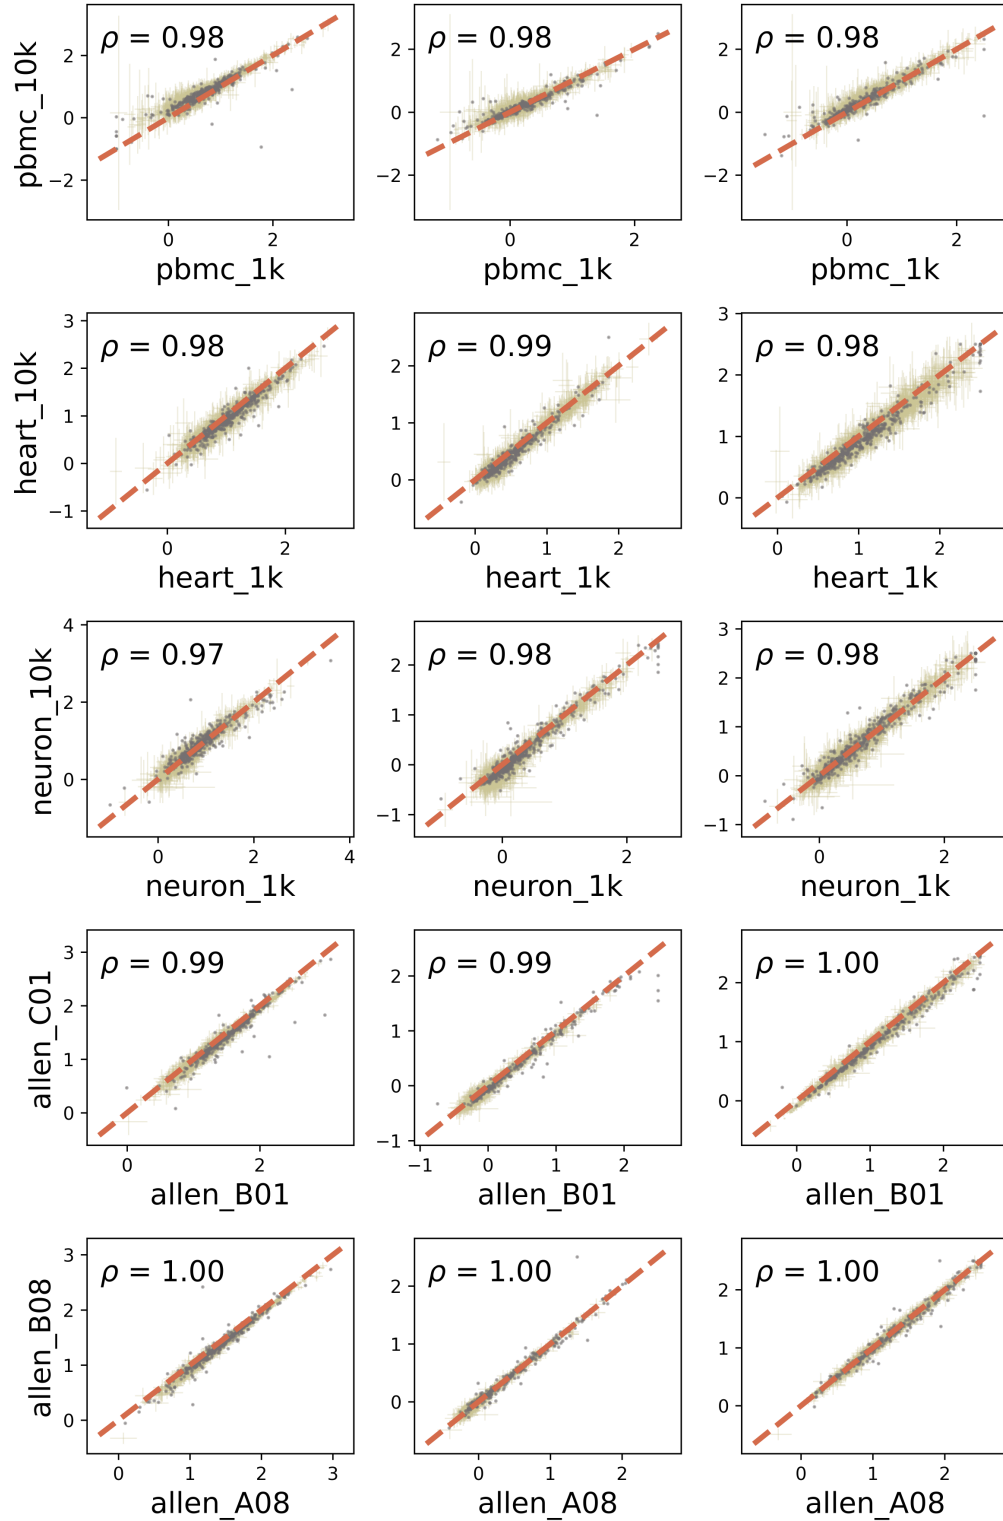 pbmc_10k
ρ = 0.98
2
0
−2
0 2
pbmc_1k
ρ = 0.98
2
0
−2
0 2
pbmc_1k
ρ = 0.98
2
0
−2
0 2
pbmc_1k
heart_10k
ρ = 0.98
3
2
1
0
−1
0 2
heart_1k
ρ = 0.99
2
1
0
0 1 2
heart_1k
ρ = 0.98
3
2
1
0
0 1 2
heart_1k
neuron_10k
ρ = 0.97
4
2
0
0 2 4
neuron_1k
ρ = 0.98
2
1
0
−1
0 2
neuron_1k
ρ = 0.98
3
2
1
0
−1
0 2
neuron_1k
allen_C01
ρ = 0.99
3
2
1
0
0 2
allen_B01
ρ = 0.99
2
1
0
−1
−1 0 1 2
allen_B01
ρ = 1.00
2
1
0
0 1 2
allen_B01
allen_B08
ρ = 1.00
3
2
1
0
0 1 2 3
allen_A08
ρ = 1.00
2
1
0
0 1 2
allen_A08
ρ = 1.00
2
1
0
0 1 2
allen_A08